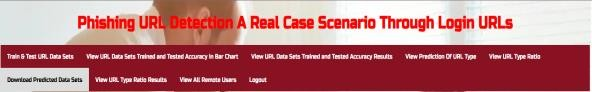 Phishing URL Detection A Real Case Scenario Through Login URLs
Train & Test URL Data Sets View URL Data Sets Trained and Tested Accuracy in Bar Chart View URL Data Sets Trained and Tested Accuracy Results View Prediction Of URL Type View URL Type Ratio
Download Predicted Data Sets View URL Type Ratio Results View All Remote Users Logout